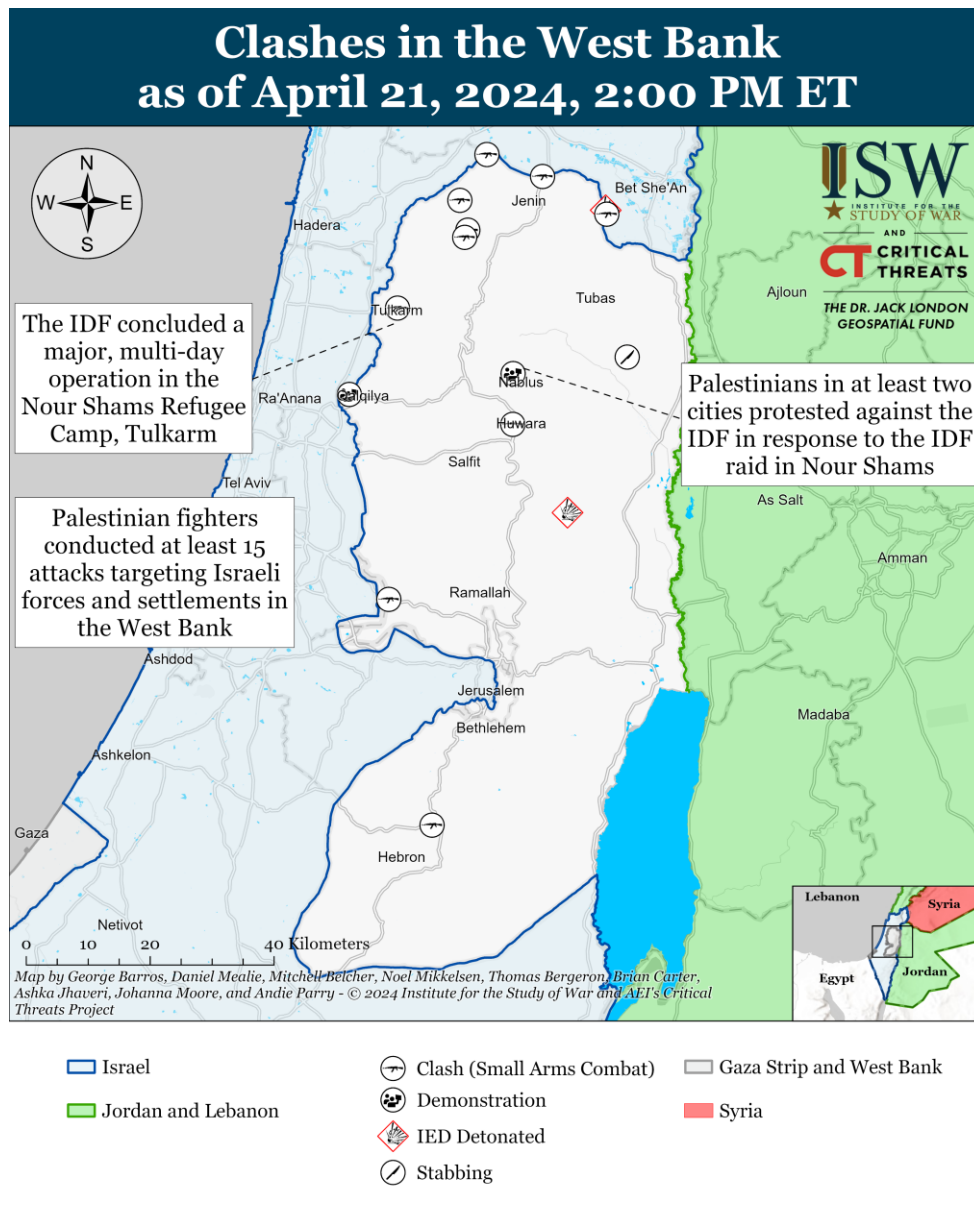 Clashes in the West Bank
as of April 21, 2024, 2:00 PM ET
N
W
E
S
ISW
INSTITUTE FOR THE
STUDY OF WAR
AND
CT CRITICAL
THREATS
THE DR. JACK LONDON
GEOSPATIAL FUND
Bet She'An
Jenin
Hadera
Tubas
Ajloun
Tulkarm
The IDF concluded a
major, multi-day
operation in the
Nour Shams Refugee
Camp, Tulkarm
Nablus
Palestinians in at least two
cities protested against the
IDF in response to the IDF
raid in Nour Shams
Ra'Anana
Qalqilya
Huwara
Salfit
Tel Aviv
As Salt
Palestinian fighters
conducted at least 15
attacks targeting Israeli
forces and settlements in
the West Bank
Amman
Ramallah
Ashdod
Jerusalem
Bethlehem
Madaba
Ashkelon
Gaza
Hebron
Netivot
0 10 20 40 Kilometers
Map by George Barros, Daniel Mealie, Mitchell Belcher, Noel Mikkelsen, Thomas Bergeron, Brian Carter,
Ashka Jhaveri, Johanna Moore, and Andie Parry - © 2024 Institute for the Study of War and AEI's Critical
Threats Project
Lebanon
Syria
Egypt
Jordan
Israel
Jordan and Lebanon
Clash (Small Arms Combat)
Demonstration
IED Detonated
Stabbing
Gaza Strip and West Bank
Syria